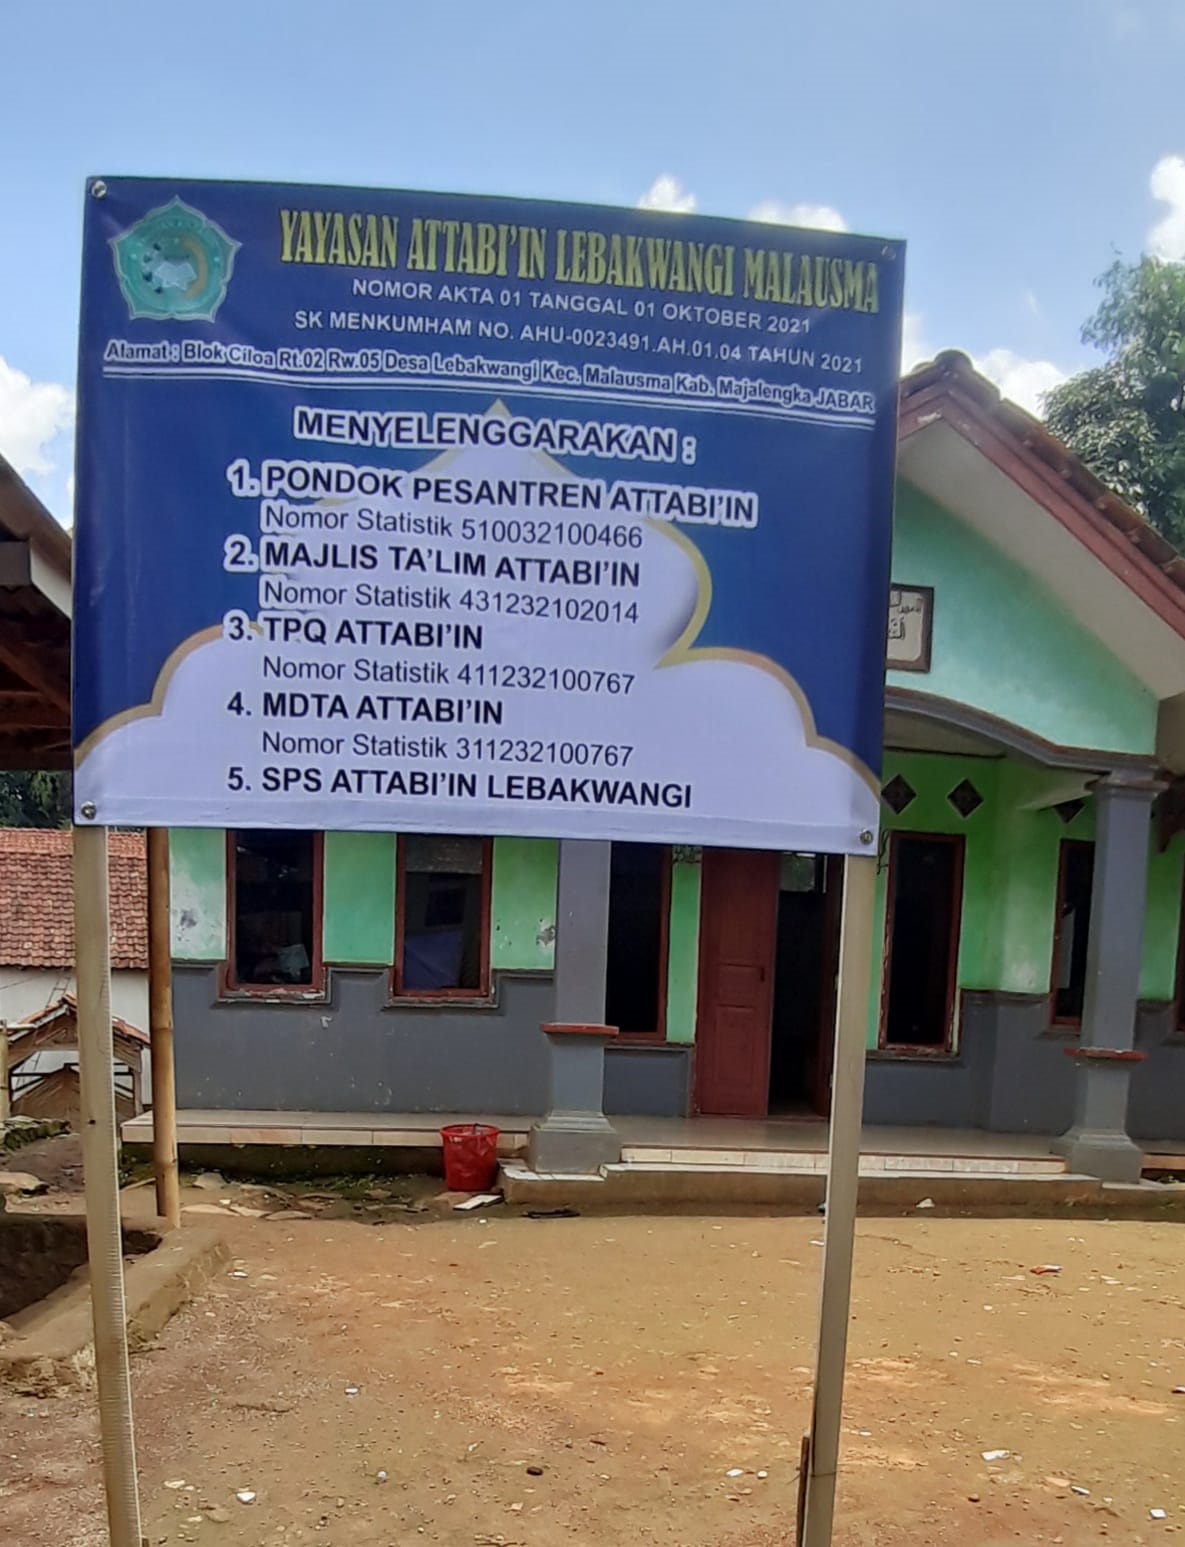 YAYASAN ATTABI'IN LEBAKWANGI MALAUSMA
NOMOR AKTA 01 TANGGAL 01 OKTOBER 2021
SK MENKUMHAM NO. AHU-0023491.AH.01.04 TAHUN 2021
Alamat : Blok Ciloa Rt.02 Rw.05 Desa Lebakwangi Kec. Malausma Kab. Majalengka JABAR
MENYELENGGARAKAN :
1. PONDOK PESANTREN ATTABI'IN
Nomor Statistik 510032100466
2. MAJLIS TA'LIM ATTABI'IN
Nomor Statistik 431232102014
3. TPQ ATTABI'IN
Nomor Statistik 411232100767
4. MDTA ATTABI'IN
Nomor Statistik 311232100767
5. SPS ATTABI'IN LEBAKWANGI